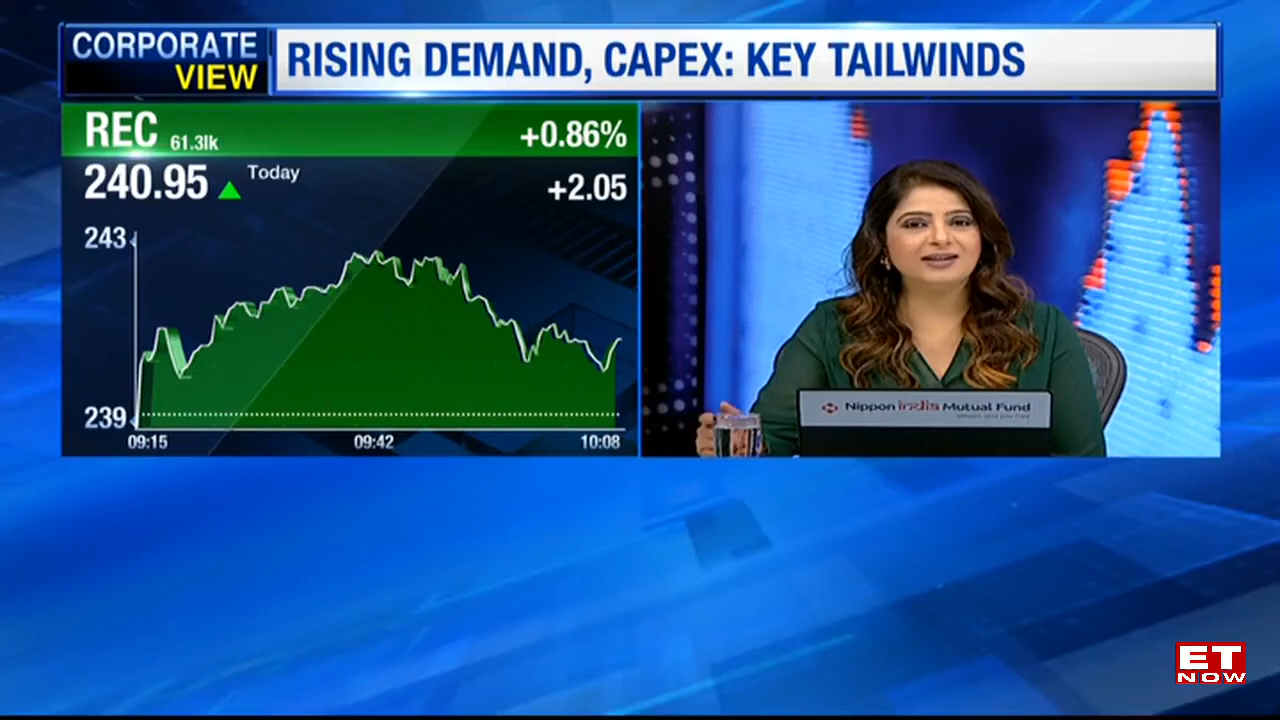 CORPORATE
VIEW
RISING DEMAND, CAPEX: KEY TAILWINDS
REC 61.3lk +0.86%
240.95 Today +2.05
243
239
09:15 09:42 10:08
Nippon india Mutual Fund
ET
NOW